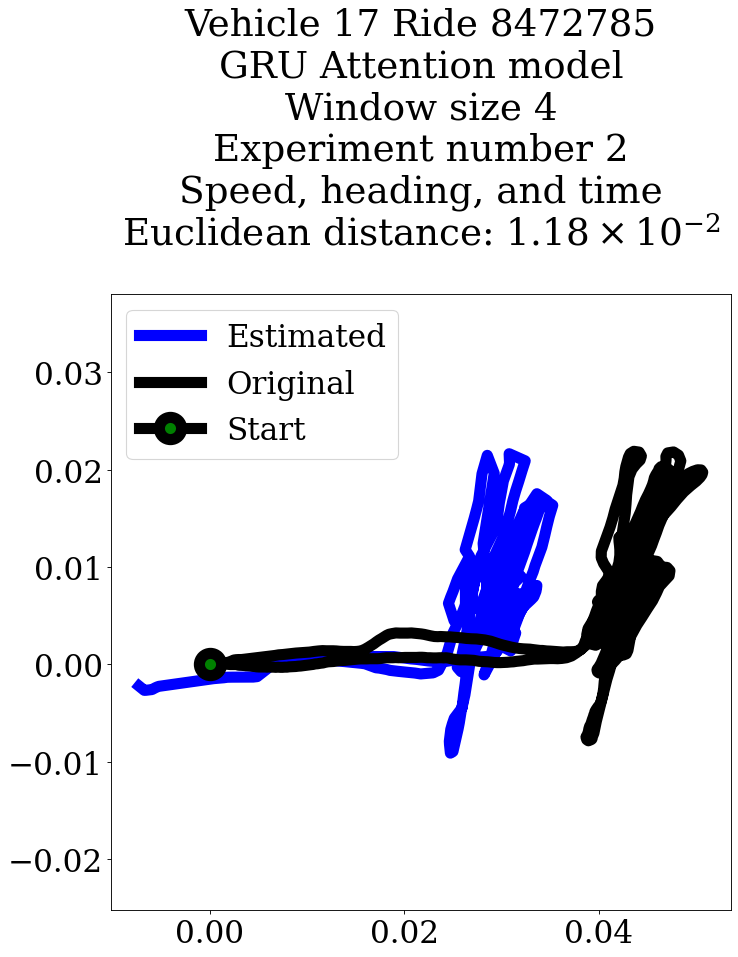 Vehicle 17 Ride 8472785
GRU Attention model
Window size 4
Experiment number 2
Speed, heading, and time
Euclidean distance: 1.18 × 10⁻²
Estimated
Original
Start
0.03
0.02
0.01
0.00
−0.01
−0.02
0.00 0.02 0.04